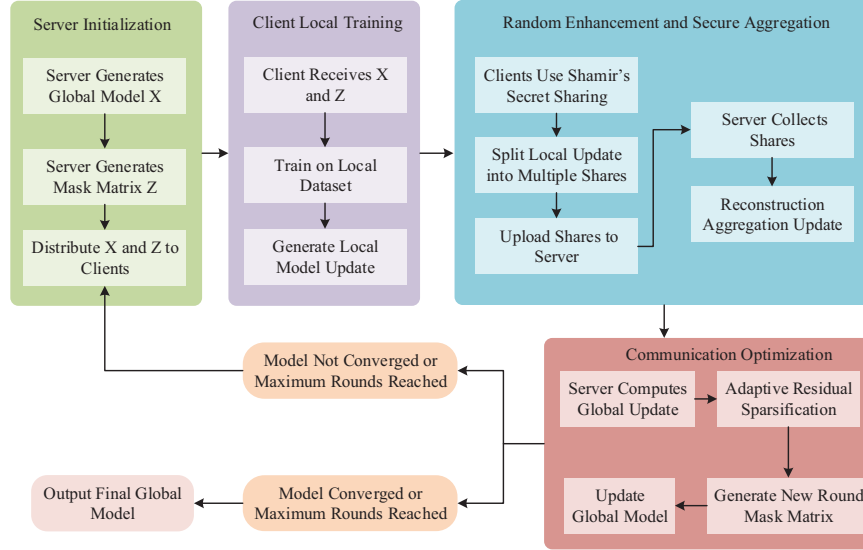 Server Initialization
Server Generates
Global Model X
Server Generates
Mask Matrix Z
Distribute X and Z to
Clients
Client Local Training
Client Receives X
and Z
Train on Local
Dataset
Generate Local
Model Update
Random Enhancement and Secure Aggregation
Clients Use Shamir's
Secret Sharing
Split Local Update
into Multiple Shares
Upload Shares to
Server
Server Collects
Shares
Reconstruction
Aggregation Update
Communication Optimization
Server Computes
Global Update
Adaptive Residual
Sparsification
Generate New Round
Mask Matrix
Update
Global Model
Model Not Converged or
Maximum Rounds Reached
Model Converged or
Maximum Rounds Reached
Output Final Global
Model